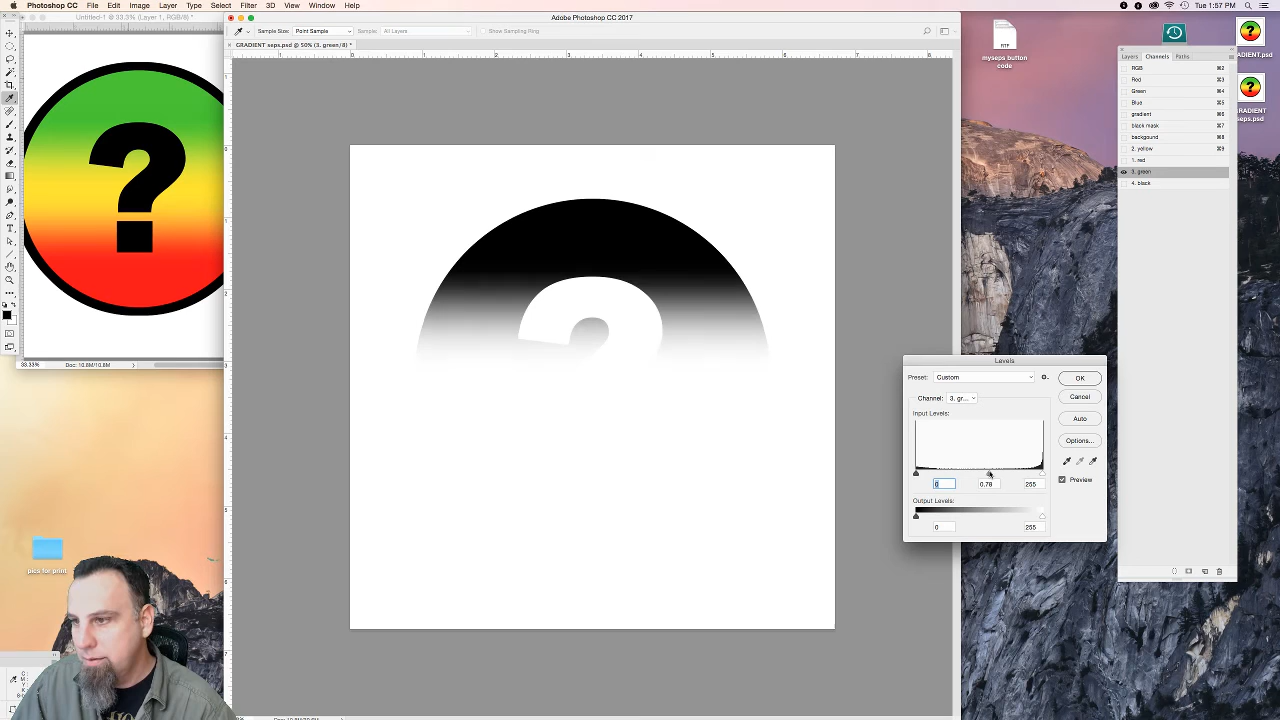 Photoshop CC File Edit Image Layer Type Select Filter 3D View Window Help
Tue 1:57 PM
Untitled-1 @ 33.3% (Layer 1, RGB/8) *
Adobe Photoshop CC 2017
Sample Size: Point Sample Sample: All Layers Show Sampling Ring
GRADIENT seps.psd @ 50% (3. green/8) *
?
33.33% Doc: 10.8M/10.8M
myseps button
code
GRADIENT.psd
GRADIENT
seps.psd
Layers Channels Paths
RGB ⌘2
Red ⌘3
Green ⌘4
Blue ⌘5
gradient ⌘6
black mask ⌘7
background ⌘8
2. yellow ⌘9
1. red
3. green
4. black
Levels
Preset: Custom
OK
Channel: 3. gr...
Cancel
Input Levels:
Auto
Options...
Preview
0 0.78 255
Output Levels:
0 255
pics for print